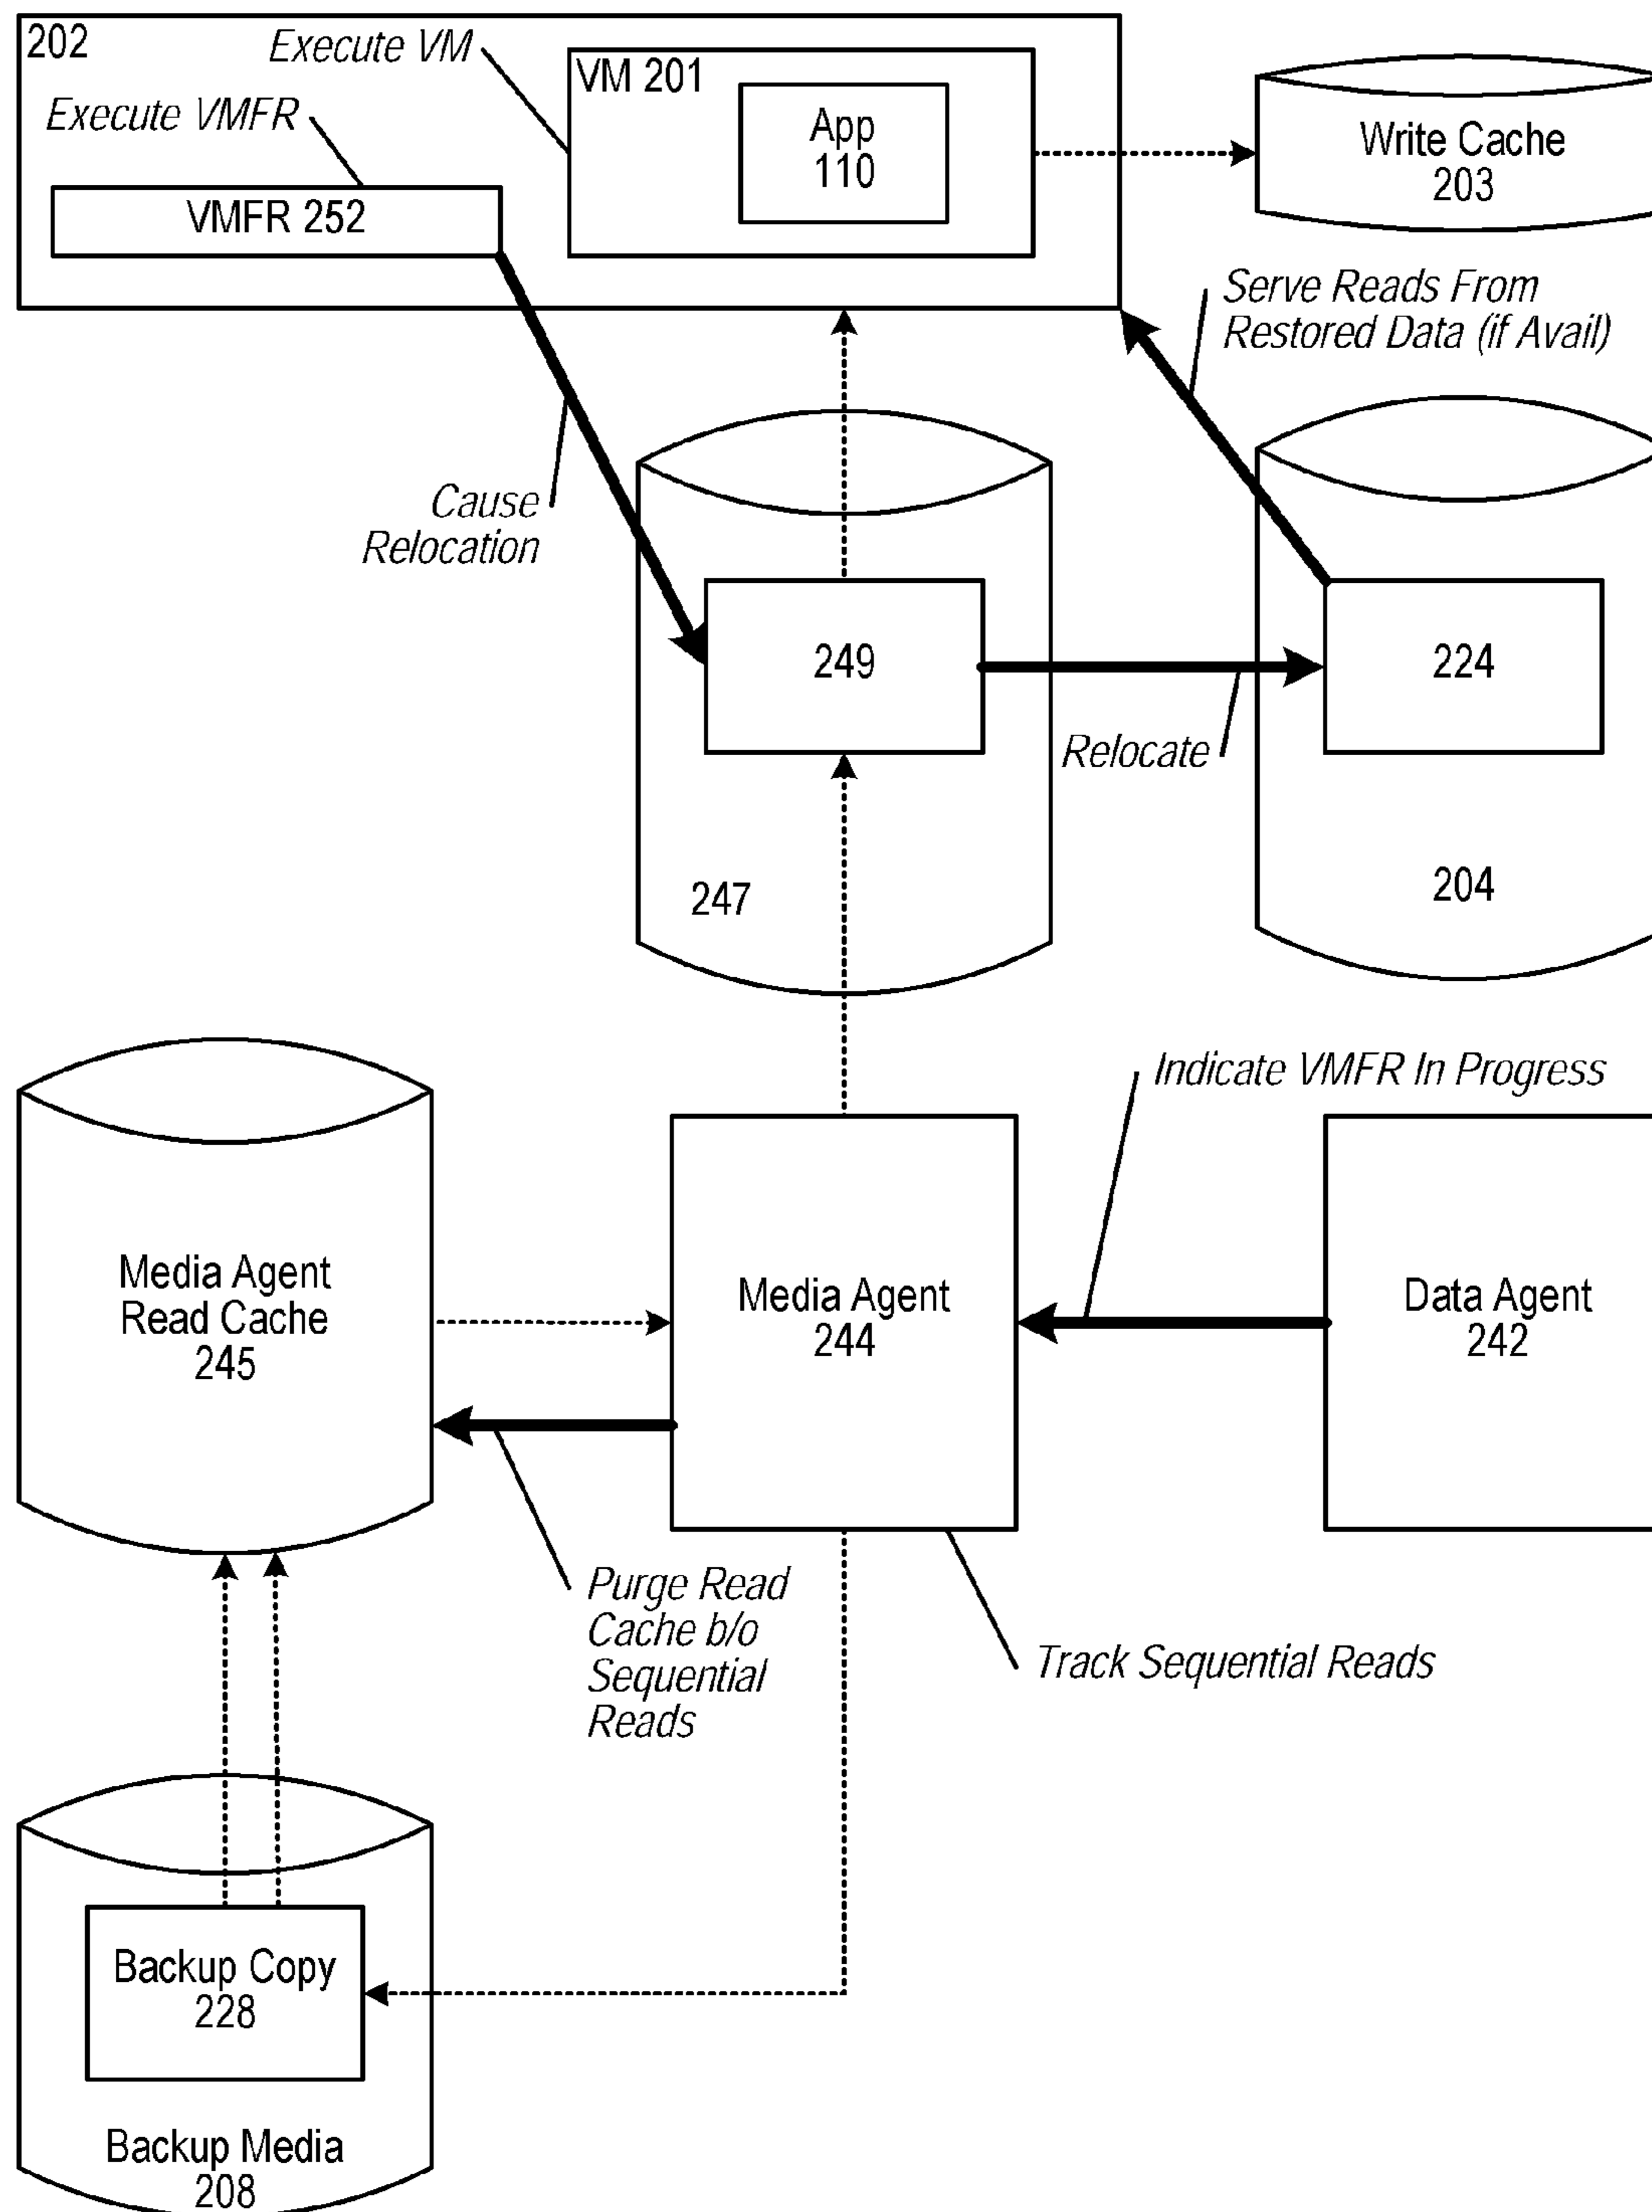 202
Execute VM
VM 201
App
110
Write Cache
203
Execute VMFR
VMFR 252
Serve Reads From
Restored Data (if Avail)
Cause
Relocation
249
224
Relocate
247
204
Indicate VMFR In Progress
Media Agent
Read Cache
245
Media Agent
244
Data Agent
242
Purge Read
Cache b/o
Sequential
Reads
Track Sequential Reads
Backup Copy
228
Backup Media
208